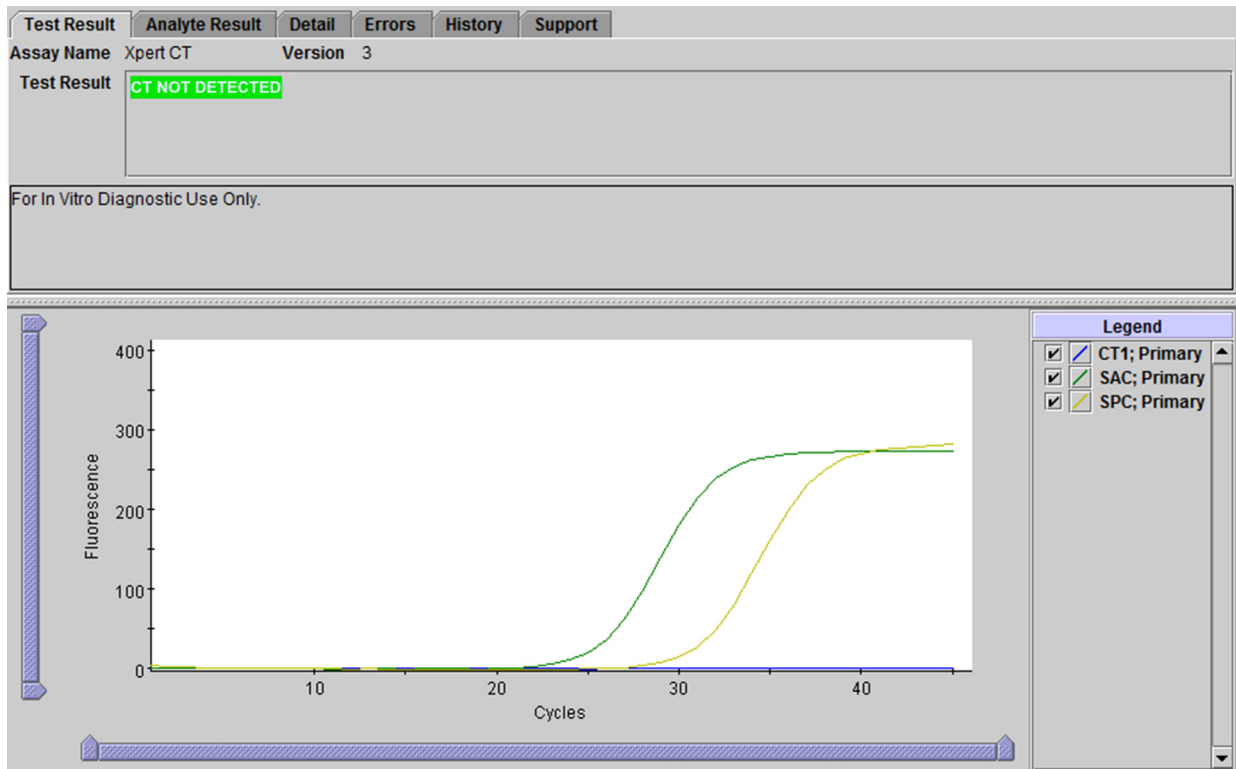 Test Result Analyte Result Detail Errors History Support
Assay Name Xpert CT Version 3
Test Result CT NOT DETECTED
For In Vitro Diagnostic Use Only.
Legend
CT1; Primary
SAC; Primary
SPC; Primary
400
300
200
100
0
Fluorescence
10 20 30 40
Cycles